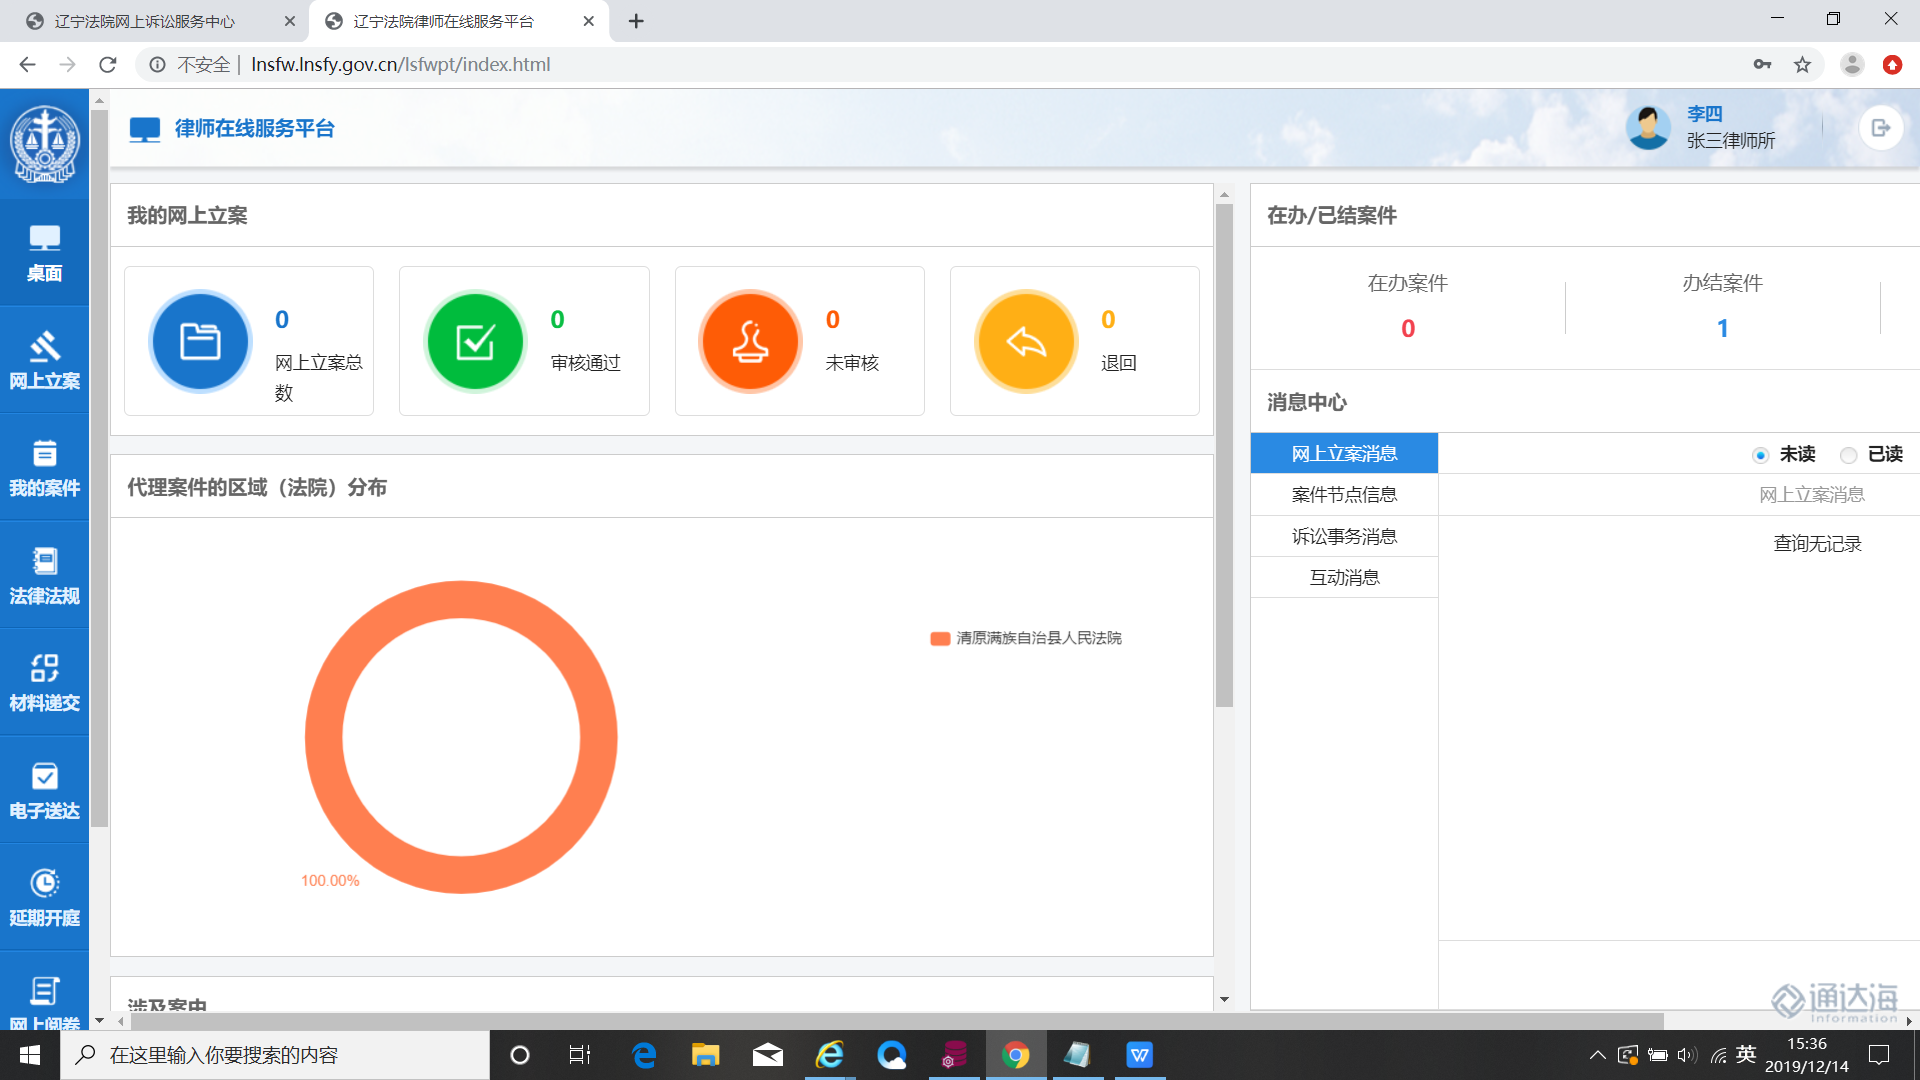 辽宁法院网上诉讼服务中心
辽宁法院律师在线服务平台
不安全 | lnsfw.lnsfy.gov.cn/lsfwpt/index.html
律师在线服务平台
李四
张三律师所
桌面
网上立案
我的案件
法律法规
材料递交
电子送达
延期开庭
网上阅卷
我的网上立案
0
网上立案总
数
0
审核通过
0
未审核
0
退回
代理案件的区域（法院）分布
清原满族自治县人民法院
100.00%
涉及案由
在办/已结案件
在办案件
0
办结案件
1
消息中心
网上立案消息
案件节点信息
诉讼事务消息
互动消息
未读
已读
网上立案消息
查询无记录
通达海
Information
在这里输入你要搜索的内容
英
15:36
2019/12/14